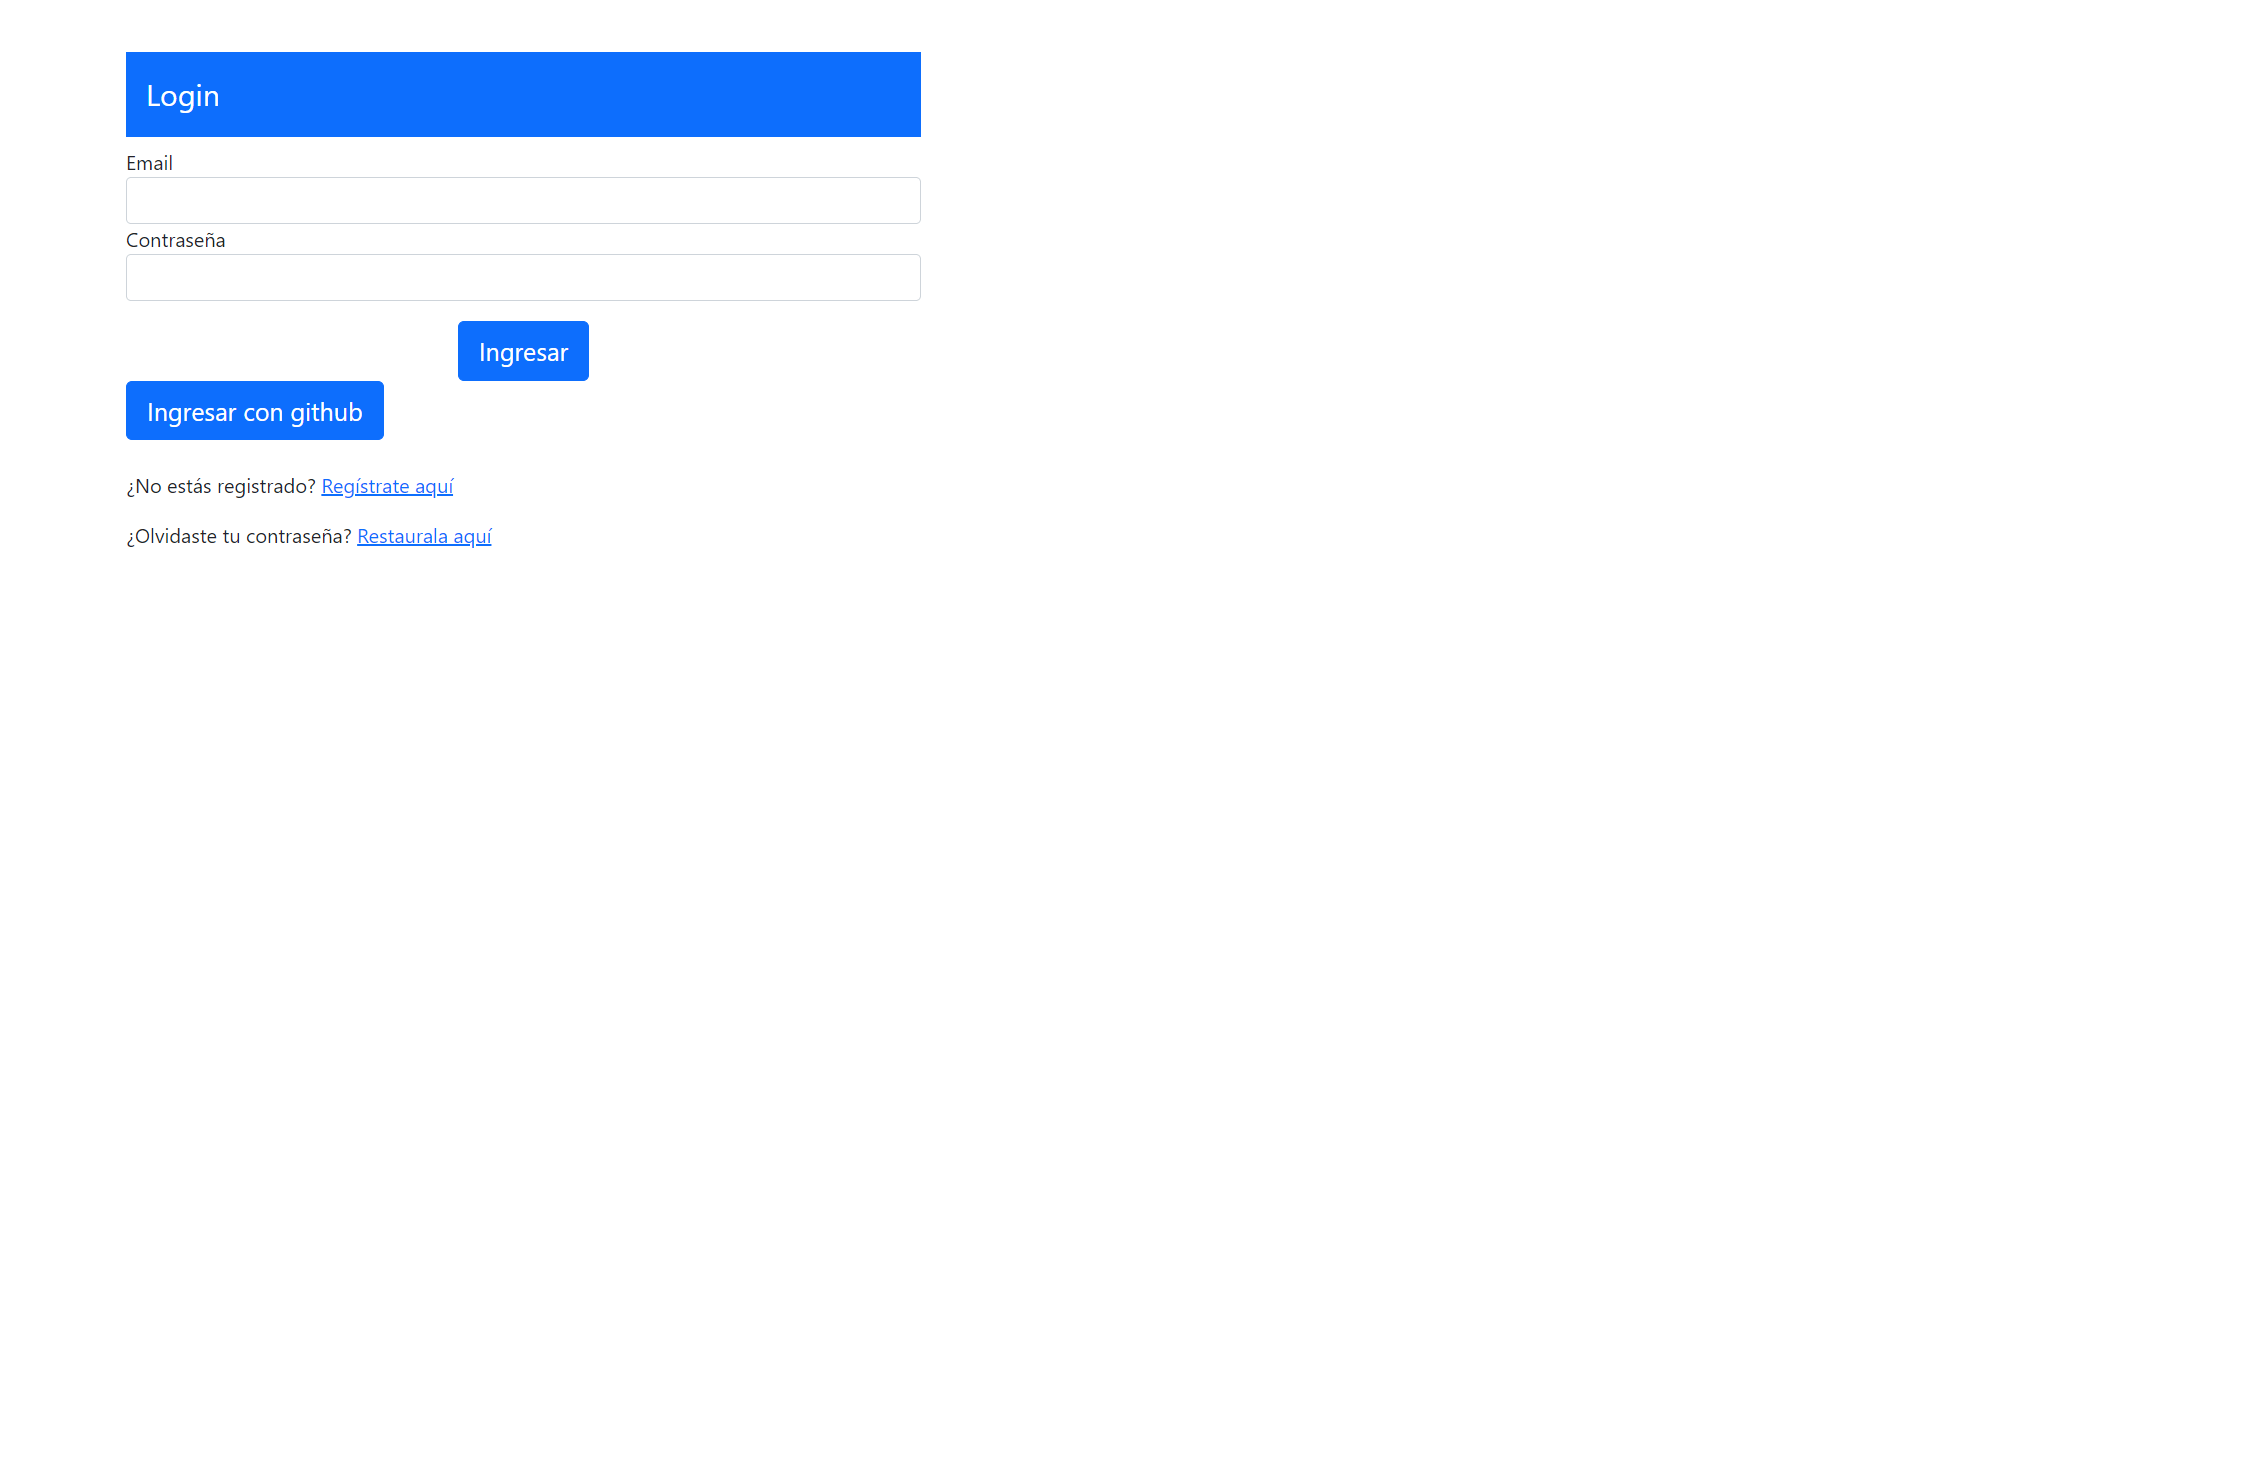 Login
Email
Contraseña
Ingresar
Ingresar con github
¿No estás registrado? Regístrate aquí
¿Olvidaste tu contraseña? Restaurala aquí